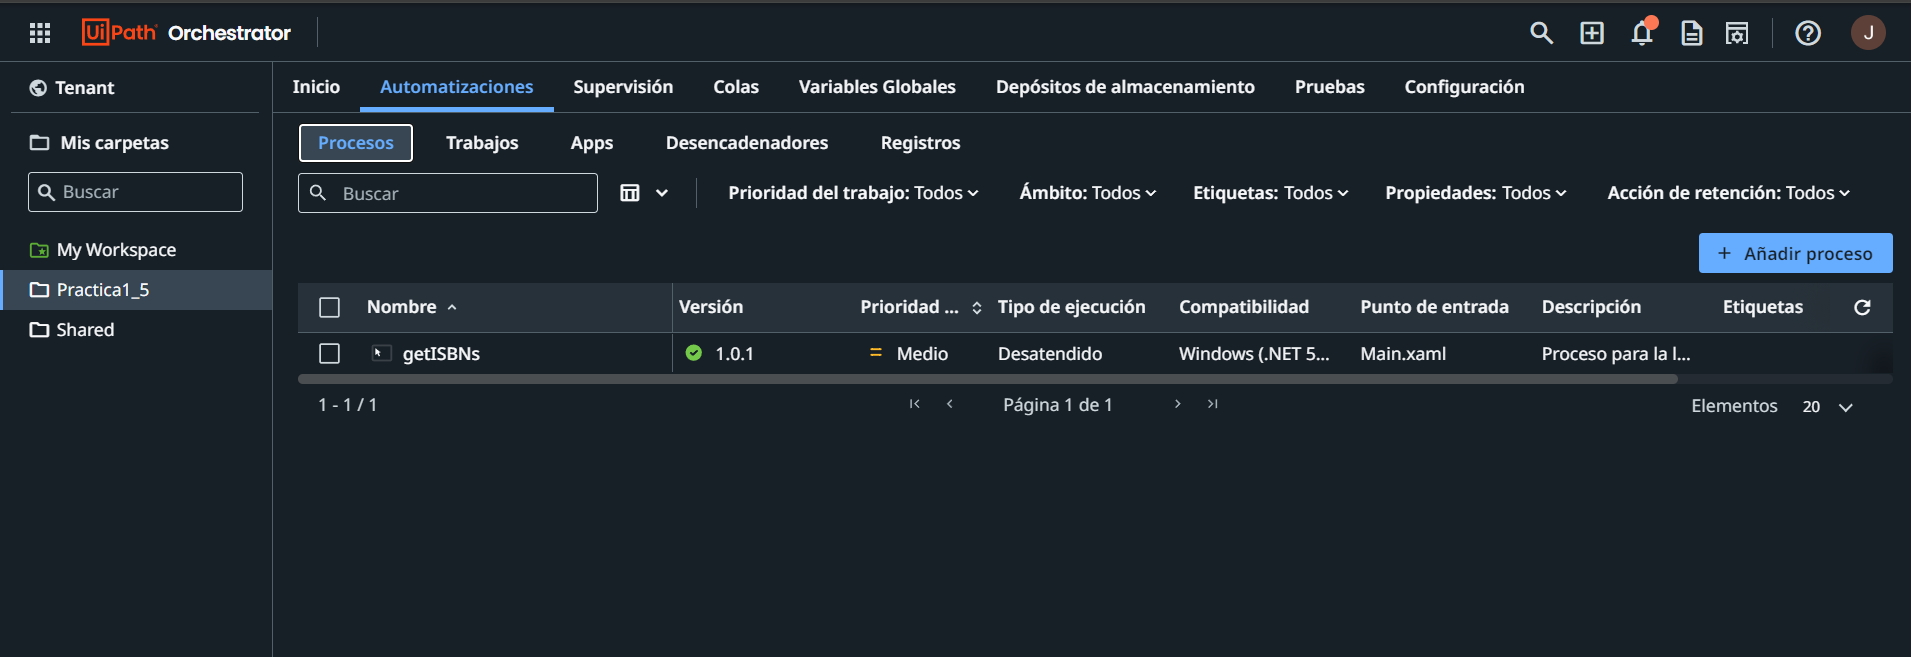 UiPath Orchestrator
J
Tenant
Mis carpetas
Buscar
My Workspace
Practica1_5
Shared
Inicio Automatizaciones Supervisión Colas Variables Globales Depósitos de almacenamiento Pruebas Configuración
Procesos Trabajos Apps Desencadenadores Registros
Buscar Prioridad del trabajo: Todos Ámbito: Todos Etiquetas: Todos Propiedades: Todos Acción de retención: Todos
+ Añadir proceso
Nombre Versión Prioridad ... Tipo de ejecución Compatibilidad Punto de entrada Descripción Etiquetas
getISBNs 1.0.1 Medio Desatendido Windows (.NET 5... Main.xaml Proceso para la l...
1 - 1 / 1 Página 1 de 1 Elementos 20